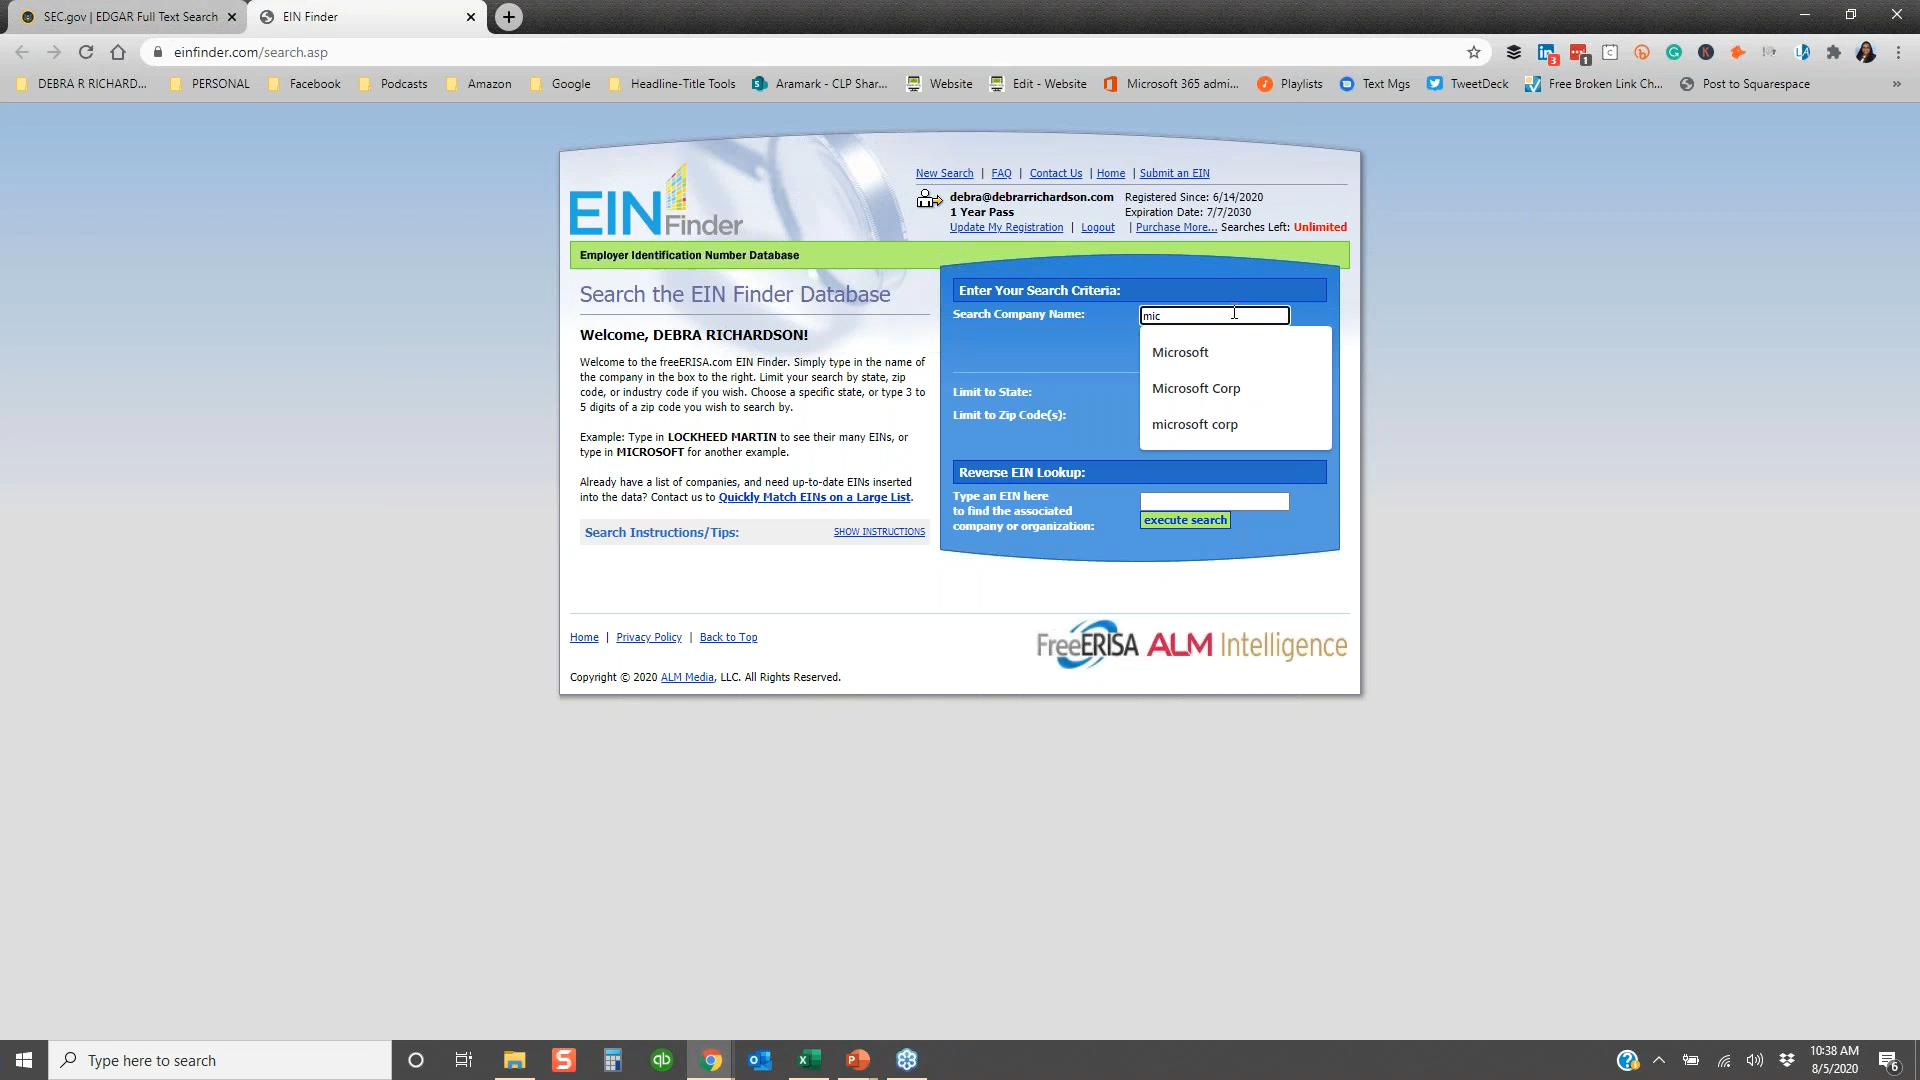 SEC.gov | EDGAR Full Text Search
EIN Finder
einfinder.com/search.asp
3
1
DEBRA R RICHARD...
PERSONAL
Facebook
Podcasts
Amazon
Google
Headline-Title Tools
Aramark - CLP Shar...
Website
Edit - Website
Microsoft 365 admi...
Playlists
Text Mgs
TweetDeck
Free Broken Link Ch...
Post to Squarespace
»
EIN Finder
New Search | FAQ | Contact Us | Home | Submit an EIN
debra@debrarrichardson.com Registered Since: 6/14/2020
1 Year Pass Expiration Date: 7/7/2030
Update My Registration | Logout | Purchase More... Searches Left: Unlimited
Employer Identification Number Database
Search the EIN Finder Database
Welcome, DEBRA RICHARDSON!
Welcome to the freeERISA.com EIN Finder. Simply type in the name of
the company in the box to the right. Limit your search by state, zip
code, or industry code if you wish. Choose a specific state, or type 3 to
5 digits of a zip code you wish to search by.
Example: Type in LOCKHEED MARTIN to see their many EINs, or
type in MICROSOFT for another example.
Already have a list of companies, and need up-to-date EINs inserted
into the data? Contact us to Quickly Match EINs on a Large List.
Search Instructions/Tips: SHOW INSTRUCTIONS
Enter Your Search Criteria:
Search Company Name: mic
Microsoft
Microsoft Corp
microsoft corp
Limit to State:
Limit to Zip Code(s):
Reverse EIN Lookup:
Type an EIN here
to find the associated
company or organization:
execute search
Home | Privacy Policy | Back to Top
FreeERISA ALM Intelligence
Copyright © 2020 ALM Media, LLC. All Rights Reserved.
Type here to search
10:38 AM
8/5/2020
6